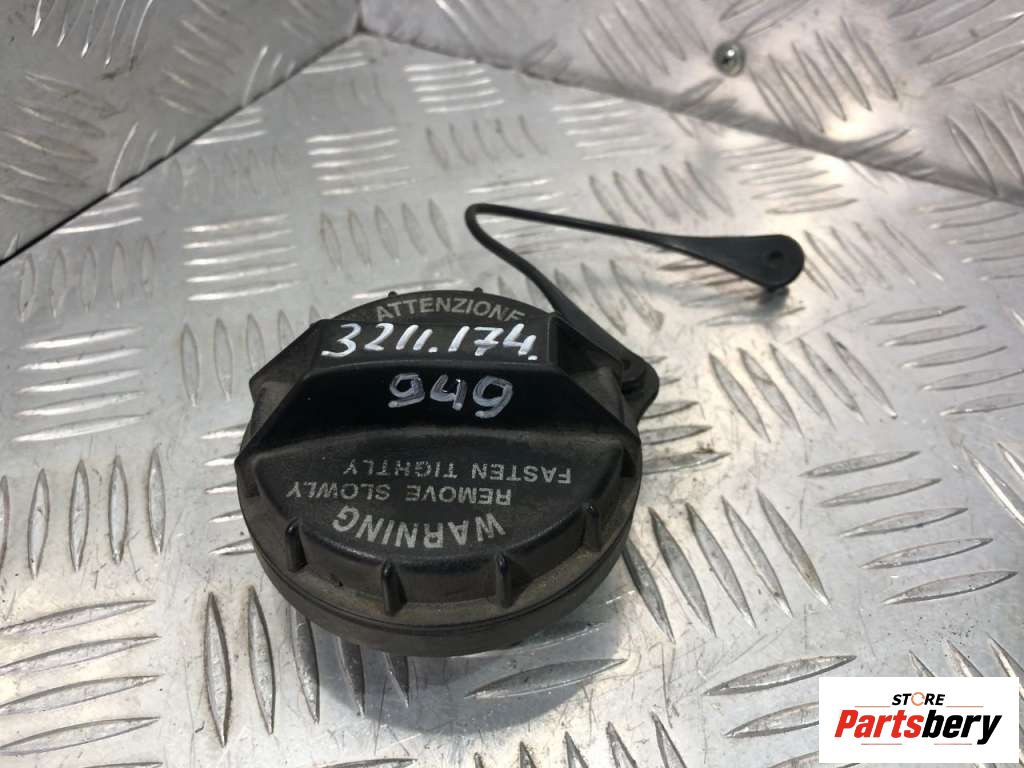 ATTENZIONE
3211.174.
949
WARNING
REMOVE SLOWLY
FASTEN TIGHTLY
STORE
Partsbery